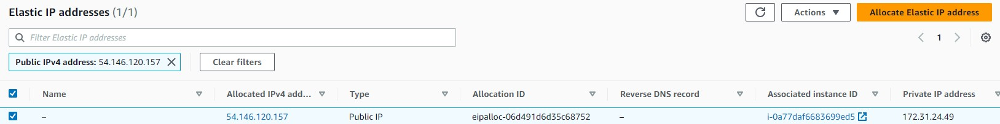 Elastic IP addresses (1/1)
Actions
Allocate Elastic IP address
Filter Elastic IP addresses
1
Public IPv4 address: 54.146.120.157
Clear filters
Name Allocated IPv4 add... Type Allocation ID Reverse DNS record Associated instance ID Private IP address
– 54.146.120.157 Public IP eipalloc-06d491d6d35c68752 – i-0a77daf6683699ed5 172.31.24.49